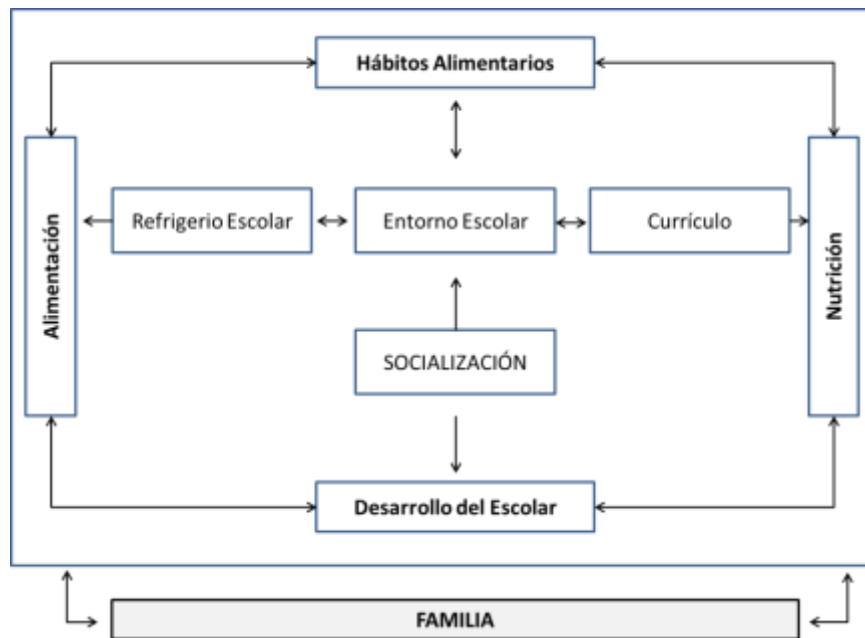 Hábitos Alimentarios
Alimentación
Refrigerio Escolar
Entorno Escolar
Currículo
Nutrición
SOCIALIZACIÓN
Desarrollo del Escolar
FAMILIA